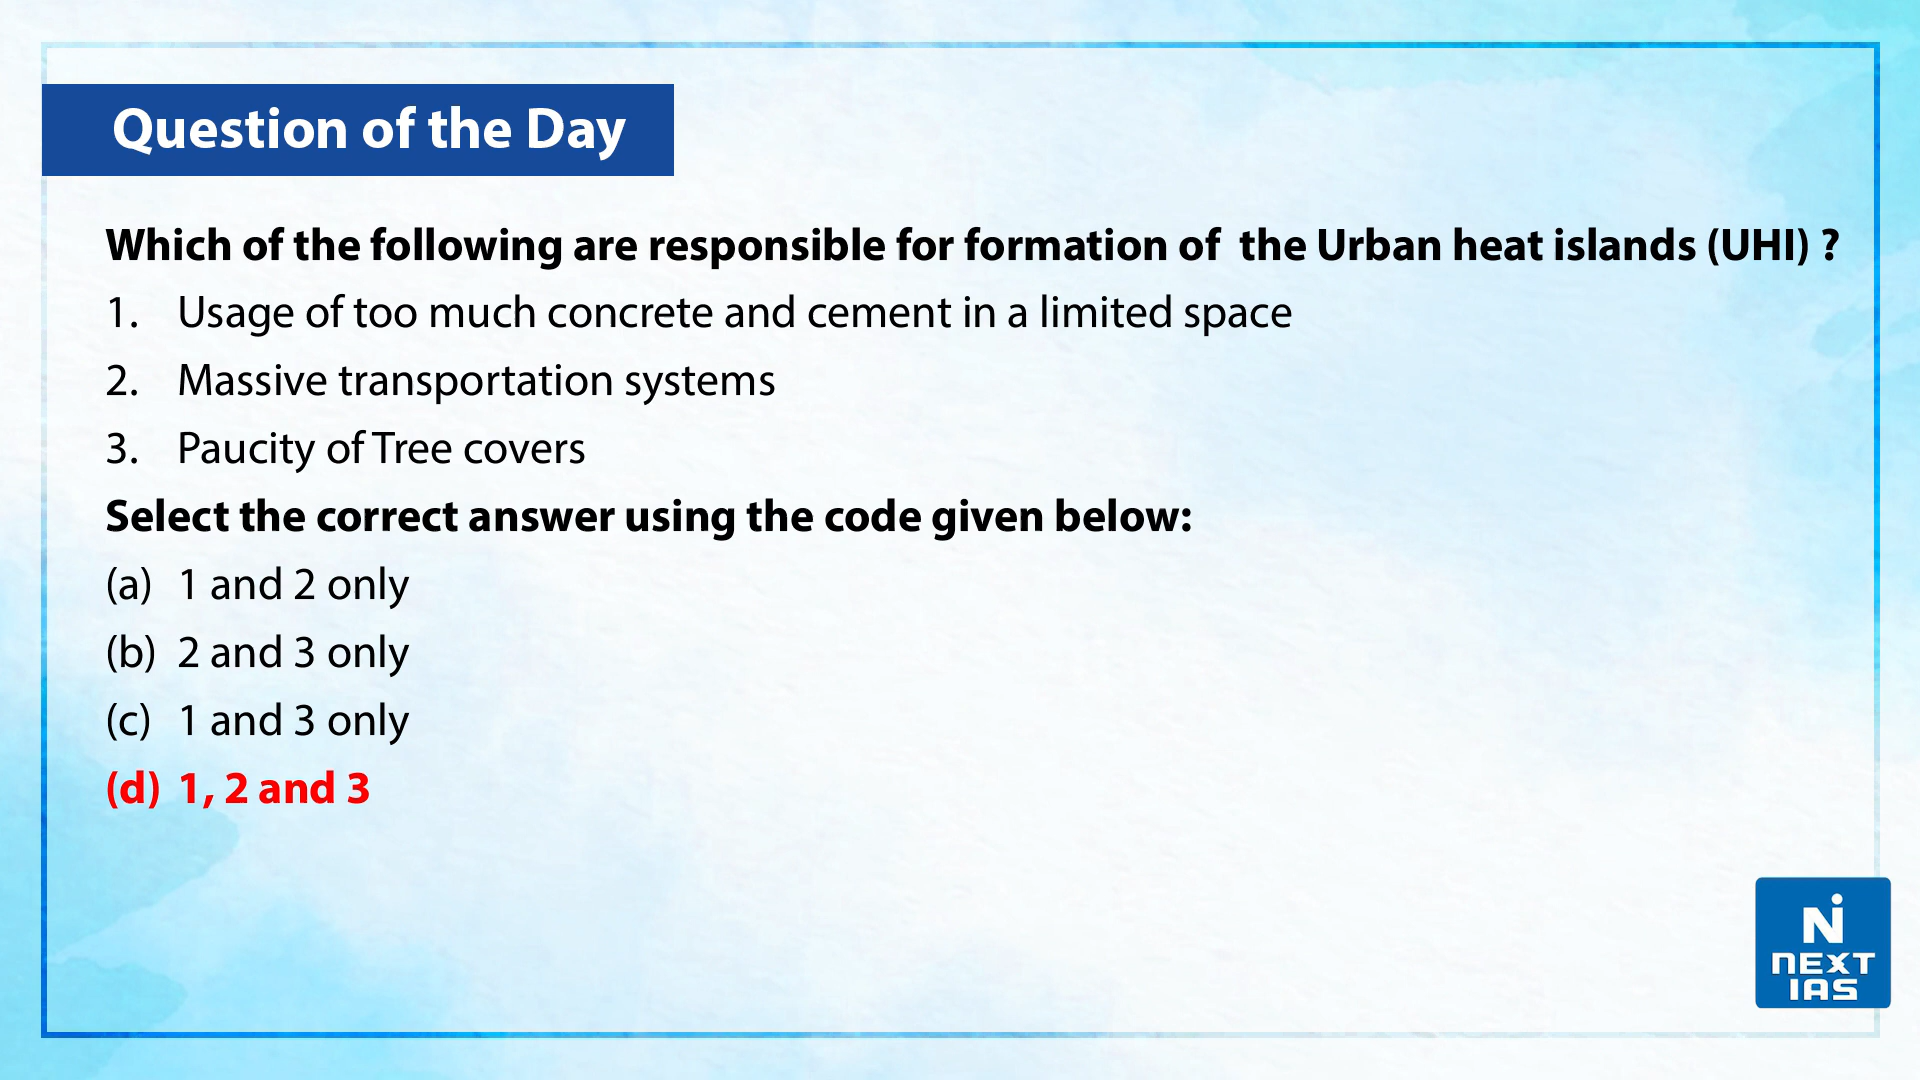 Question of the Day
Which of the following are responsible for formation of  the Urban heat islands (UHI) ?
1. Usage of too much concrete and cement in a limited space
2. Massive transportation systems
3. Paucity of Tree covers
Select the correct answer using the code given below:
(a) 1 and 2 only
(b) 2 and 3 only
(c) 1 and 3 only
(d) 1, 2 and 3
N
NEXT
IAS